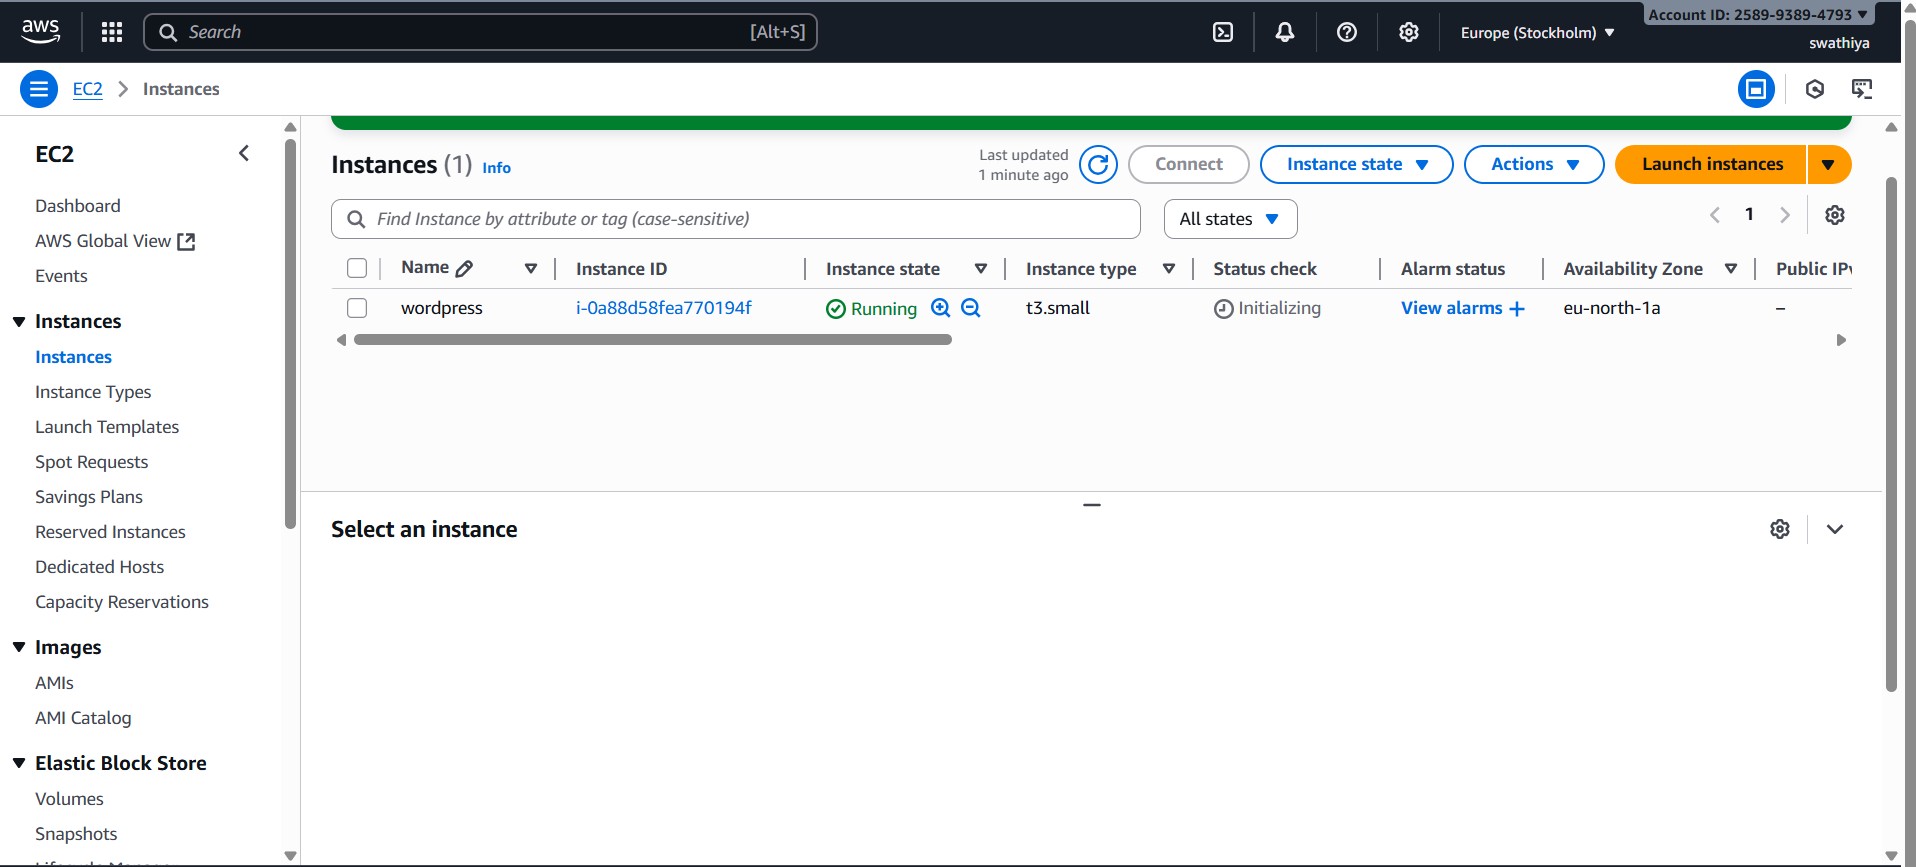 aws
Search
[Alt+S]
Europe (Stockholm)
Account ID: 2589-9389-4793
swathiya
EC2
Instances
EC2
Dashboard
AWS Global View
Events
Instances
Instances
Instance Types
Launch Templates
Spot Requests
Savings Plans
Reserved Instances
Dedicated Hosts
Capacity Reservations
Images
AMIs
AMI Catalog
Elastic Block Store
Volumes
Snapshots
Instances (1) Info
Last updated
1 minute ago
Connect
Instance state
Actions
Launch instances
Find Instance by attribute or tag (case-sensitive)
All states
1
Name Instance ID Instance state Instance type Status check Alarm status Availability Zone Public IPv
wordpress i-0a88d58fea770194f Running t3.small Initializing View alarms + eu-north-1a –
Select an instance